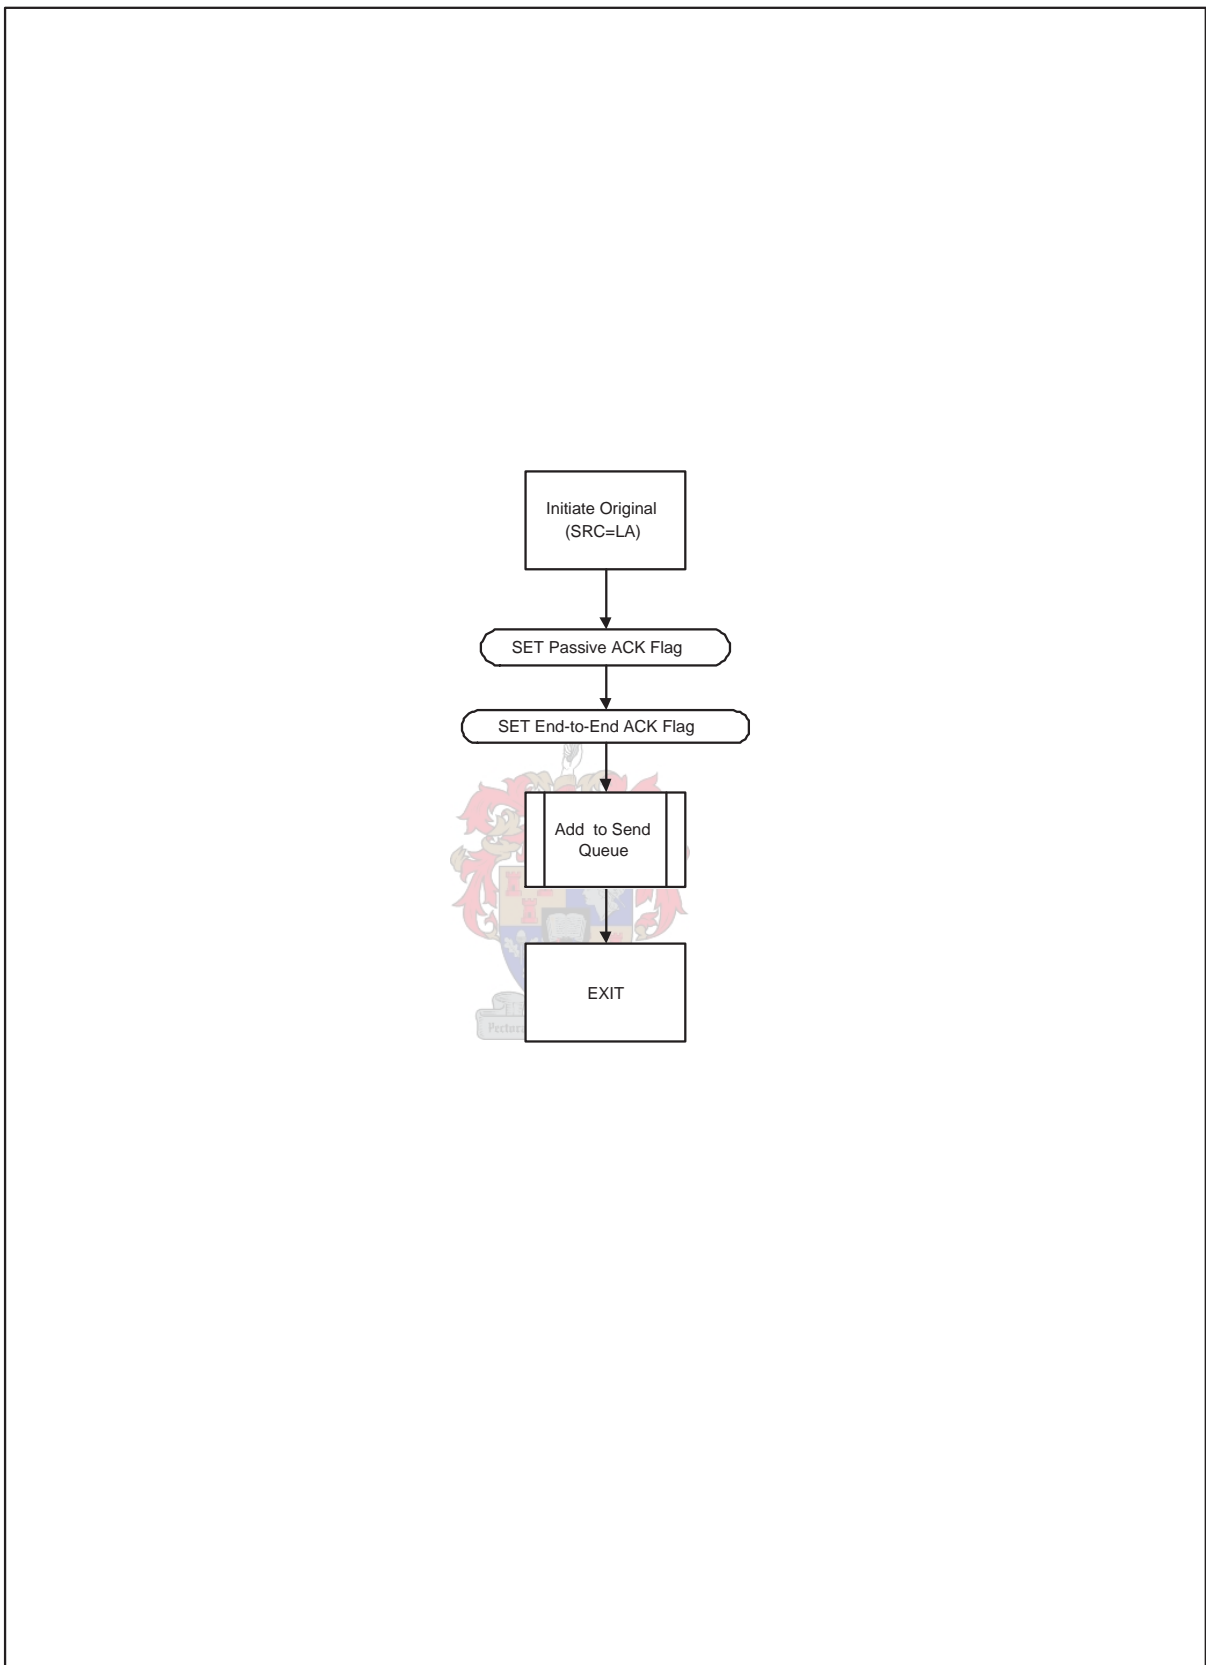 Initiate Original
(SRC=LA)
SET Passive ACK Flag
SET End-to-End ACK Flag
Add to Send
Queue
EXIT